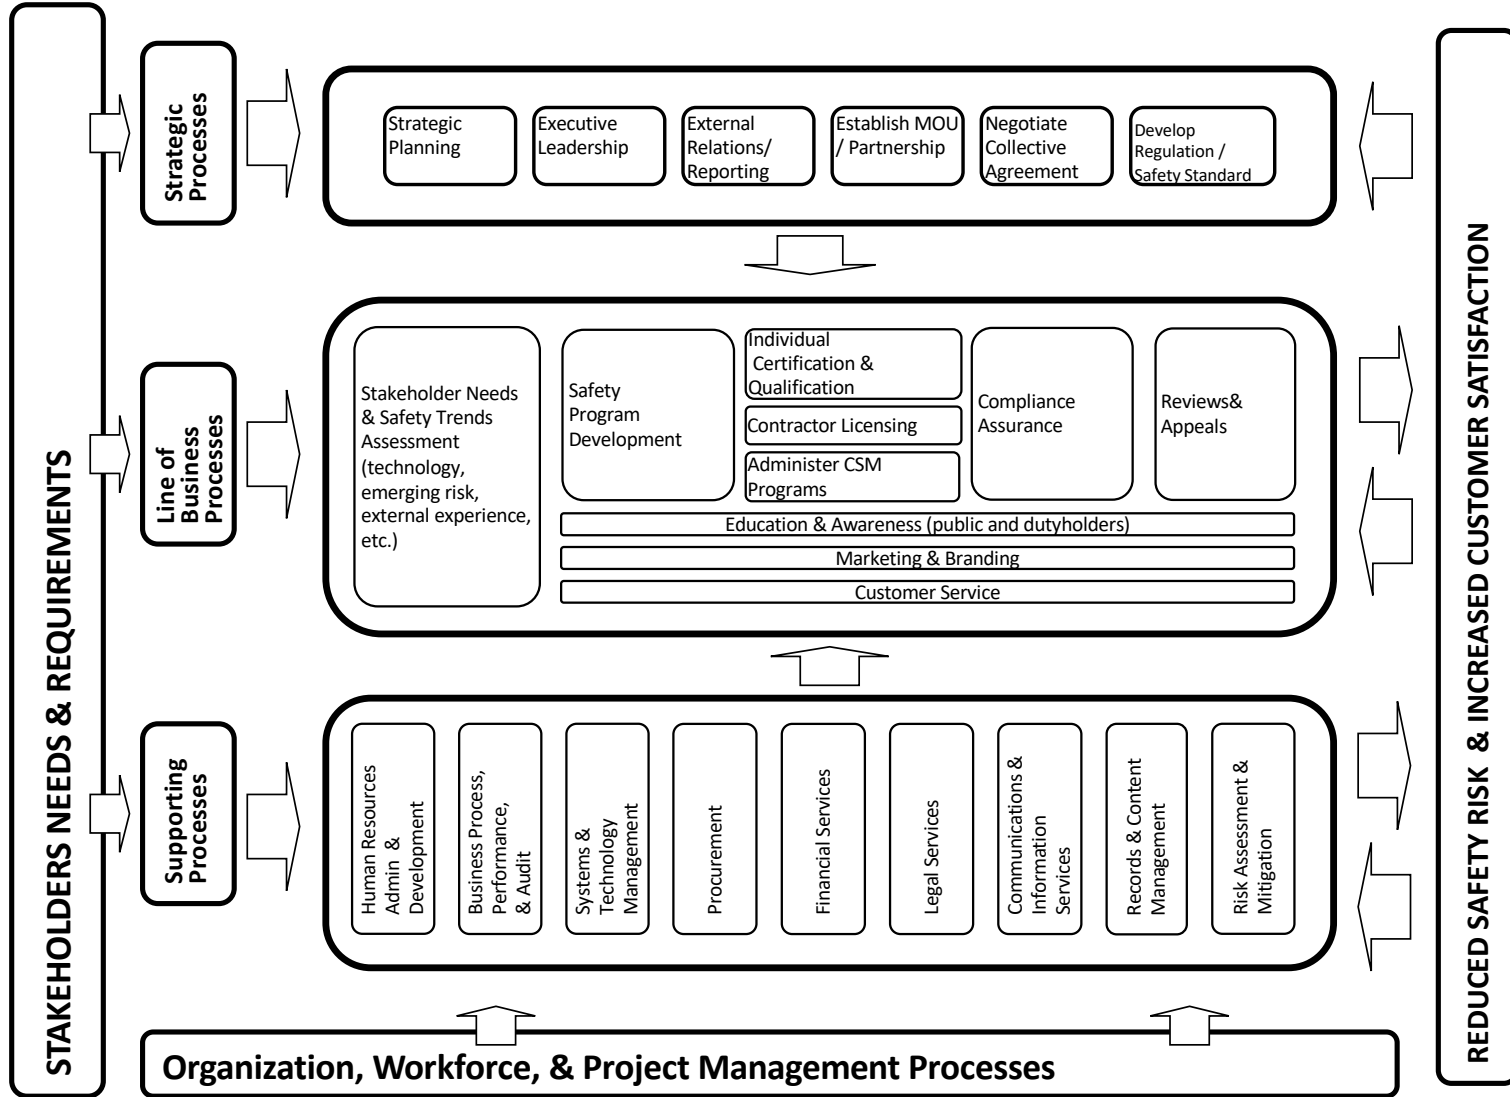 STAKEHOLDERS NEEDS & REQUIREMENTS
Strategic
Processes
Strategic
Planning
Executive
Leadership
External
Relations/
Reporting
Establish MOU
/ Partnership
Negotiate
Collective
Agreement
Develop
Regulation /
Safety Standard
Line of
Business
Processes
Stakeholder Needs
& Safety Trends
Assessment
(technology,
emerging risk,
external experience,
etc.)
Safety
Program
Development
Individual
Certification &
Qualification
Contractor Licensing
Administer CSM
Programs
Compliance
Assurance
Reviews&
Appeals
Education & Awareness (public and dutyholders)
Marketing & Branding
Customer Service
Supporting
Processes
Human Resources
Admin &
Development
Business Process,
Performance,
& Audit
Systems &
Technology
Management
Procurement
Financial Services
Legal Services
Communications &
Information
Services
Records & Content
Management
Risk Assessment &
Mitigation
Organization, Workforce, & Project Management Processes
REDUCED SAFETY RISK & INCREASED CUSTOMER SATISFACTION